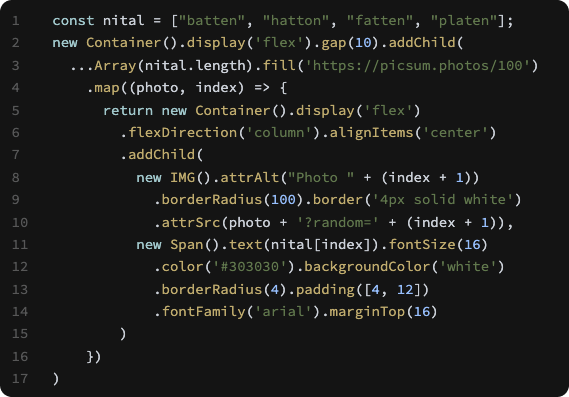 1 const nital = ["batten", "hatton", "fatten", "platen"];
2 new Container().display('flex').gap(10).addChild(
3   ...Array(nital.length).fill('https://picsum.photos/100')
4     .map((photo, index) => {
5       return new Container().display('flex')
6         .flexDirection('column').alignItems('center')
7         .addChild(
8           new IMG().attrAlt("Photo " + (index + 1))
9             .borderRadius(100).border('4px solid white')
10             .attrSrc(photo + '?random=' + (index + 1)),
11           new Span().text(nital[index]).fontSize(16)
12             .color('#303030').backgroundColor('white')
13             .borderRadius(4).padding([4, 12])
14             .fontFamily('arial').marginTop(16)
15         )
16     })
17 )